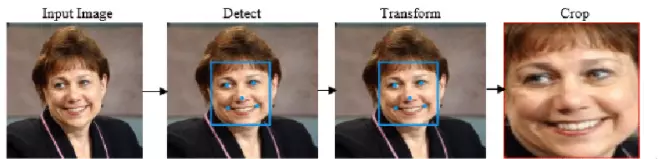 Input Image
Detect
Transform
Crop